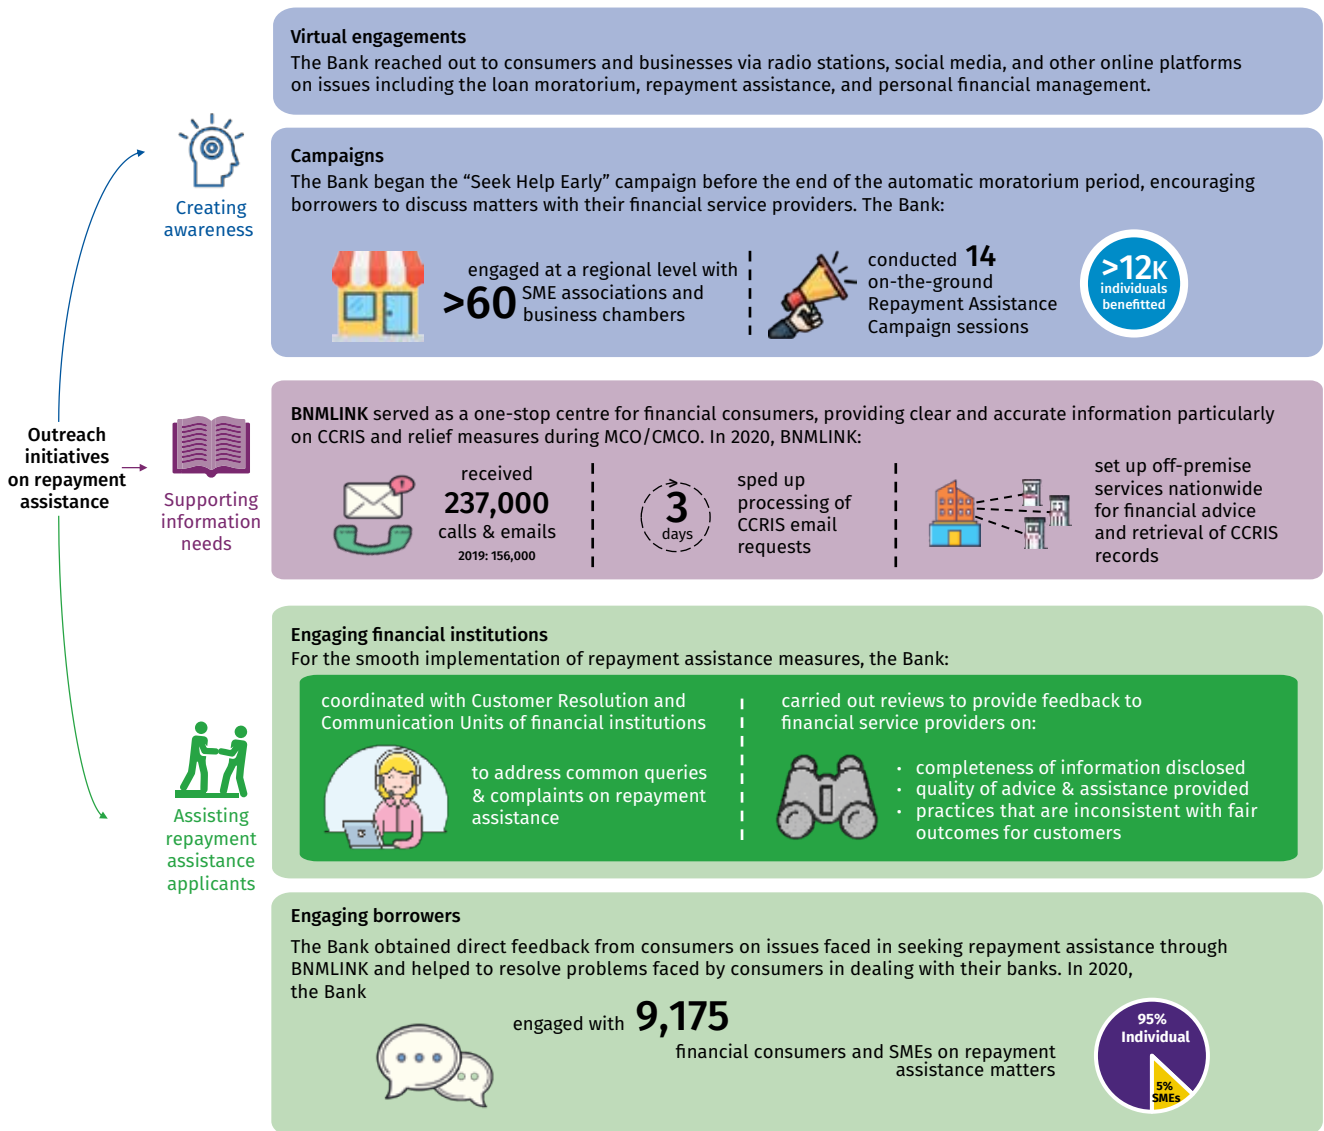 Outreach
initiatives
on repayment
assistance
Creating
awareness
Virtual engagements
The Bank reached out to consumers and businesses via radio stations, social media, and other online platforms
on issues including the loan moratorium, repayment assistance, and personal financial management.
Campaigns
The Bank began the “Seek Help Early” campaign before the end of the automatic moratorium period, encouraging
borrowers to discuss matters with their financial service providers. The Bank:
engaged at a regional level with
>60 SME associations and
business chambers
conducted 14
on-the-ground
Repayment Assistance
Campaign sessions
>12K
individuals
benefitted
Supporting
information
needs
BNMLINK served as a one-stop centre for financial consumers, providing clear and accurate information particularly
on CCRIS and relief measures during MCO/CMCO. In 2020, BNMLINK:
received
237,000
calls & emails
2019: 156,000
3
days
sped up
processing of
CCRIS email
requests
set up off-premise
services nationwide
for financial advice
and retrieval of CCRIS
records
Assisting
repayment
assistance
applicants
Engaging financial institutions
For the smooth implementation of repayment assistance measures, the Bank:
coordinated with Customer Resolution and
Communication Units of financial institutions
to address common queries
& complaints on repayment
assistance
carried out reviews to provide feedback to
financial service providers on:
· completeness of information disclosed
· quality of advice & assistance provided
· practices that are inconsistent with fair
outcomes for customers
Engaging borrowers
The Bank obtained direct feedback from consumers on issues faced in seeking repayment assistance through
BNMLINK and helped to resolve problems faced by consumers in dealing with their banks. In 2020,
the Bank
engaged with 9,175
financial consumers and SMEs on repayment
assistance matters
95%
Individual
5%
SMEs